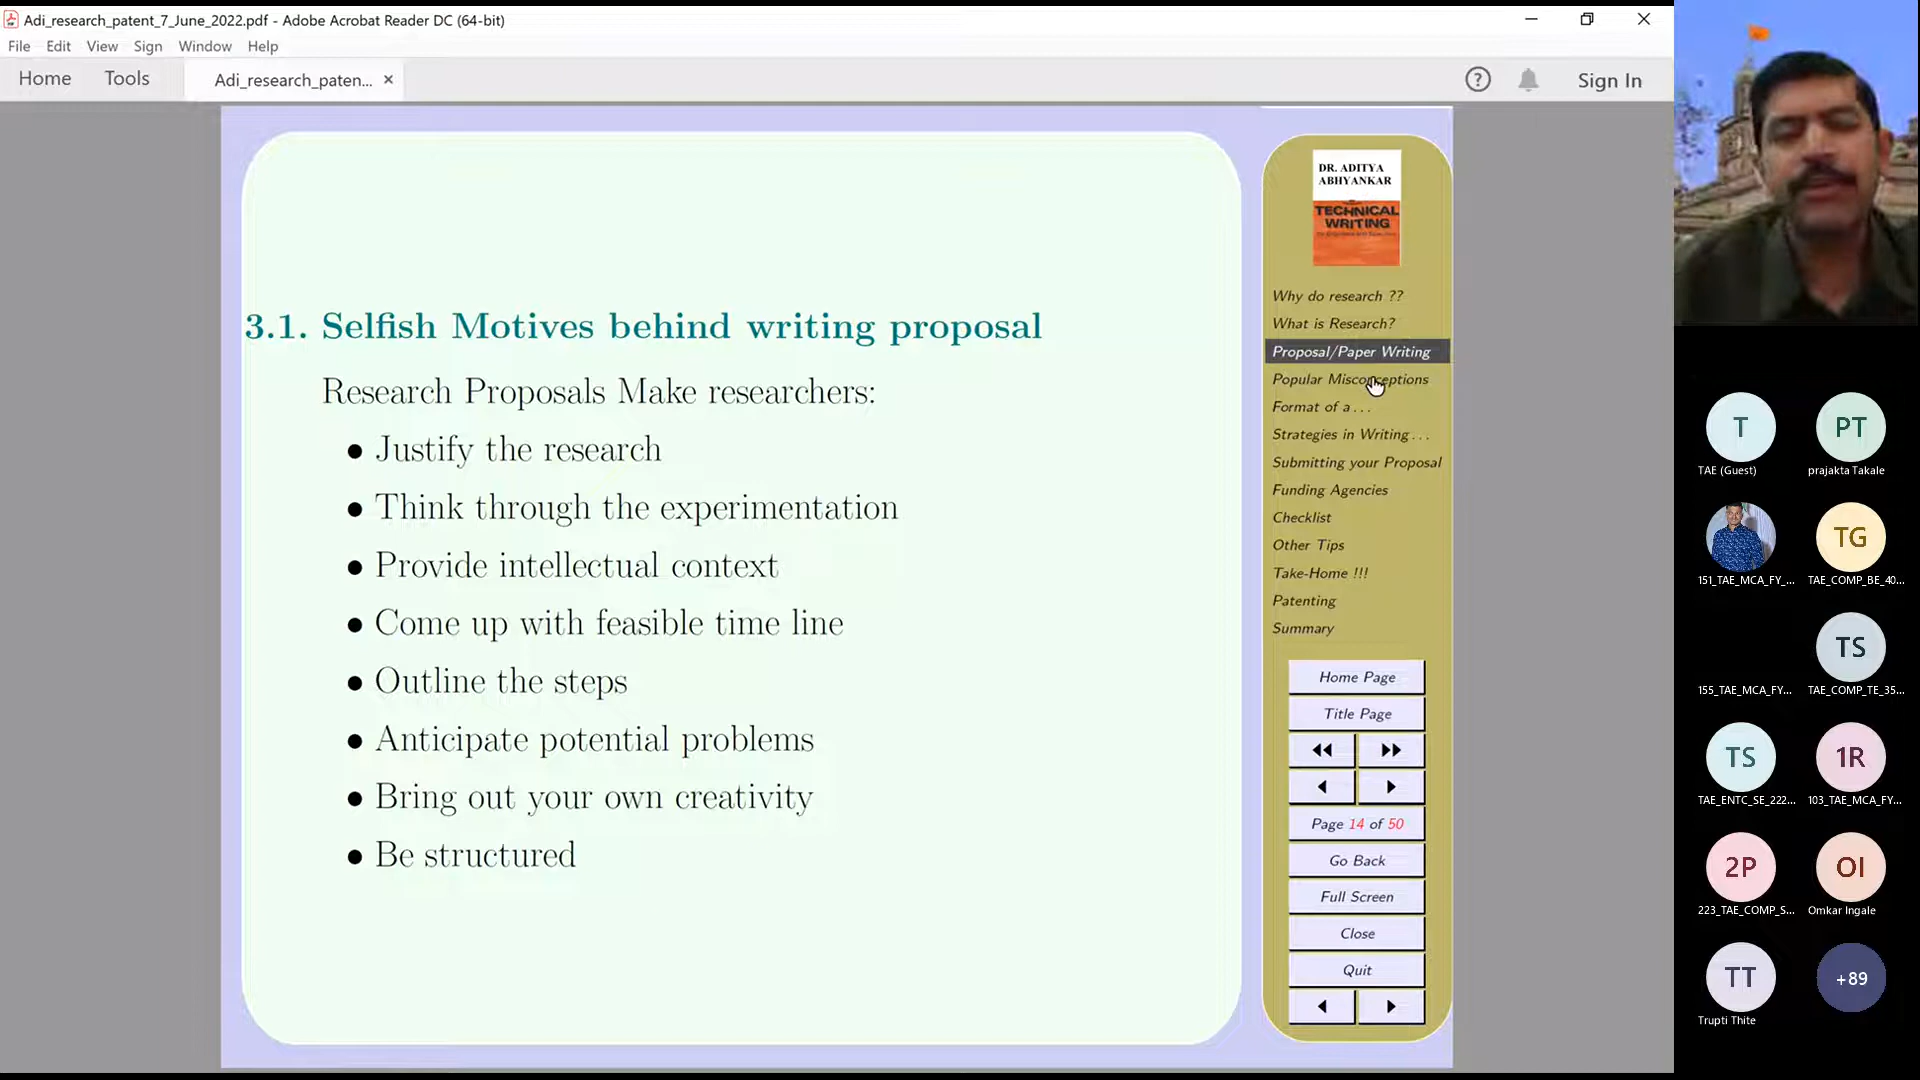 Adi_research_patent_7_June_2022.pdf - Adobe Acrobat Reader DC (64-bit)
File Edit View Sign Window Help
Home Tools Adi_research_paten... × Sign In
DR. ADITYA
ABHYANKAR
TECHNICAL
WRITING
3.1. Selfish Motives behind writing proposal
Research Proposals Make researchers:
• Justify the research
• Think through the experimentation
• Provide intellectual context
• Come up with feasible time line
• Outline the steps
• Anticipate potential problems
• Bring out your own creativity
• Be structured
Why do research ??
What is Research?
Proposal/Paper Writing
Popular Misconceptions
Format of a . . .
Strategies in Writing . . .
Submitting your Proposal
Funding Agencies
Checklist
Other Tips
Take-Home !!!
Patenting
Summary
Home Page
Title Page
Page 14 of 50
Go Back
Full Screen
Close
Quit
T PT
TAE (Guest) prajakta Takale
TG
151_TAE_MCA_FY_... TAE_COMP_BE_40...
TS
155_TAE_MCA_FY... TAE_COMP_TE_35...
TS 1R
TAE_ENTC_SE_222... 103_TAE_MCA_FY...
2P OI
223_TAE_COMP_S... Omkar Ingale
TT +89
Trupti Thite